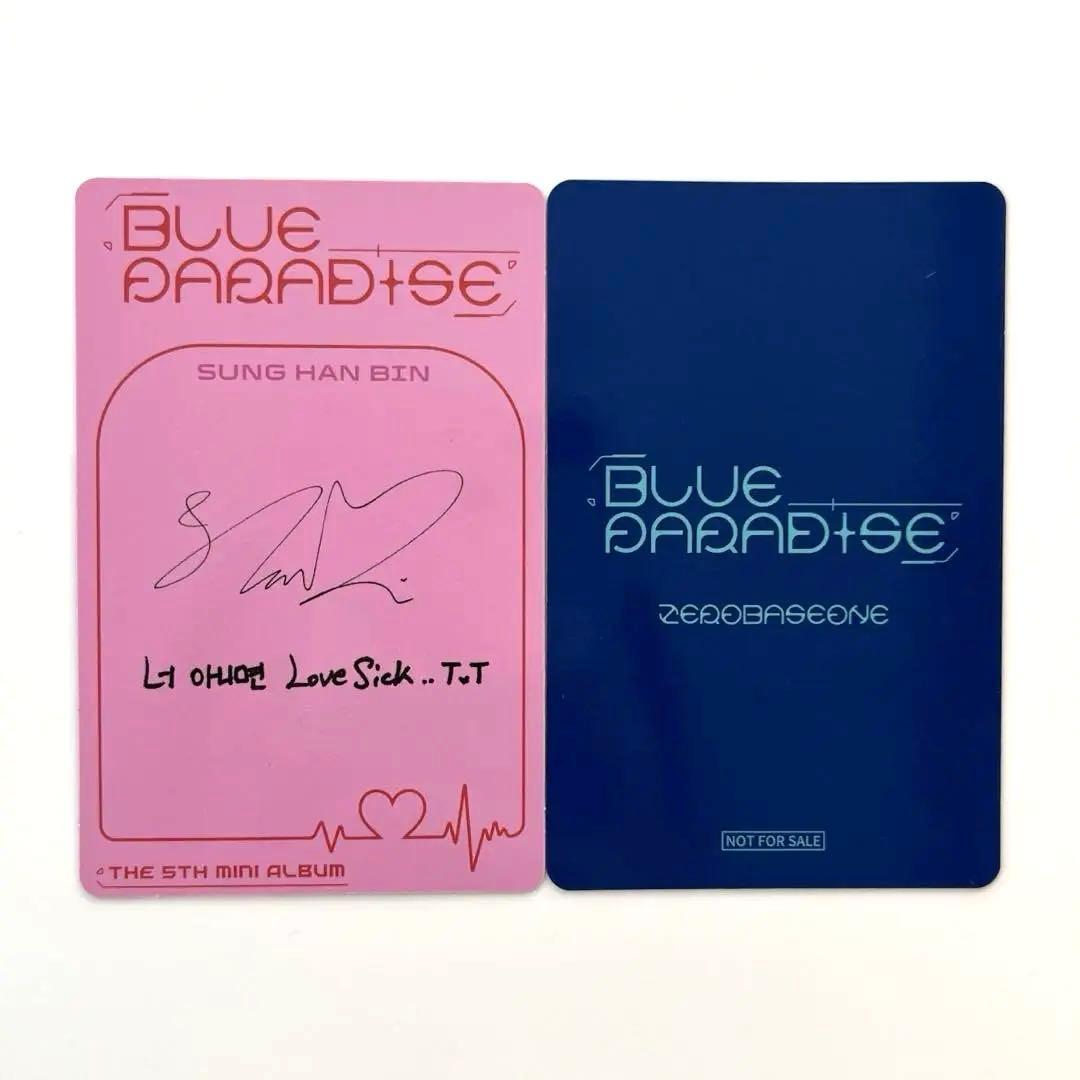 BLUE
PARADISE
SUNG HAN BIN
너 아니면 Love Sick.. T.T
THE 5TH MINI ALBUM
BLUE
PARADISE
ZEROBASEONE
NOT FOR SALE